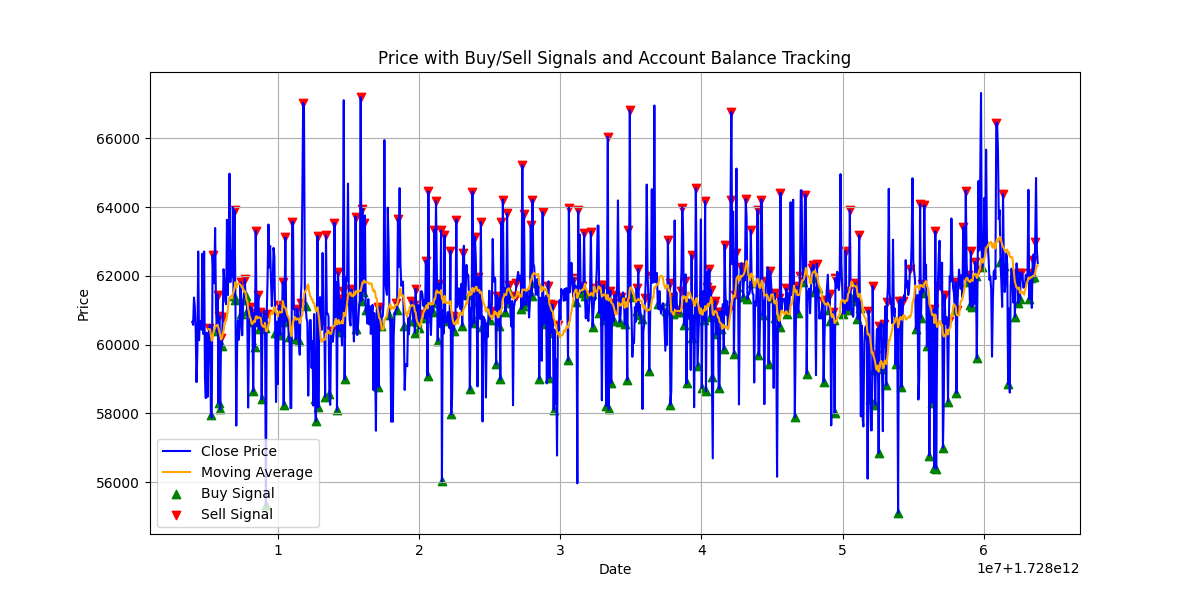 Price with Buy/Sell Signals and Account Balance Tracking
66000
64000
62000
60000
58000
56000
Price
Close Price
Moving Average
Buy Signal
Sell Signal
1 2 3 4 5 6
Date
1e7+1.728e12